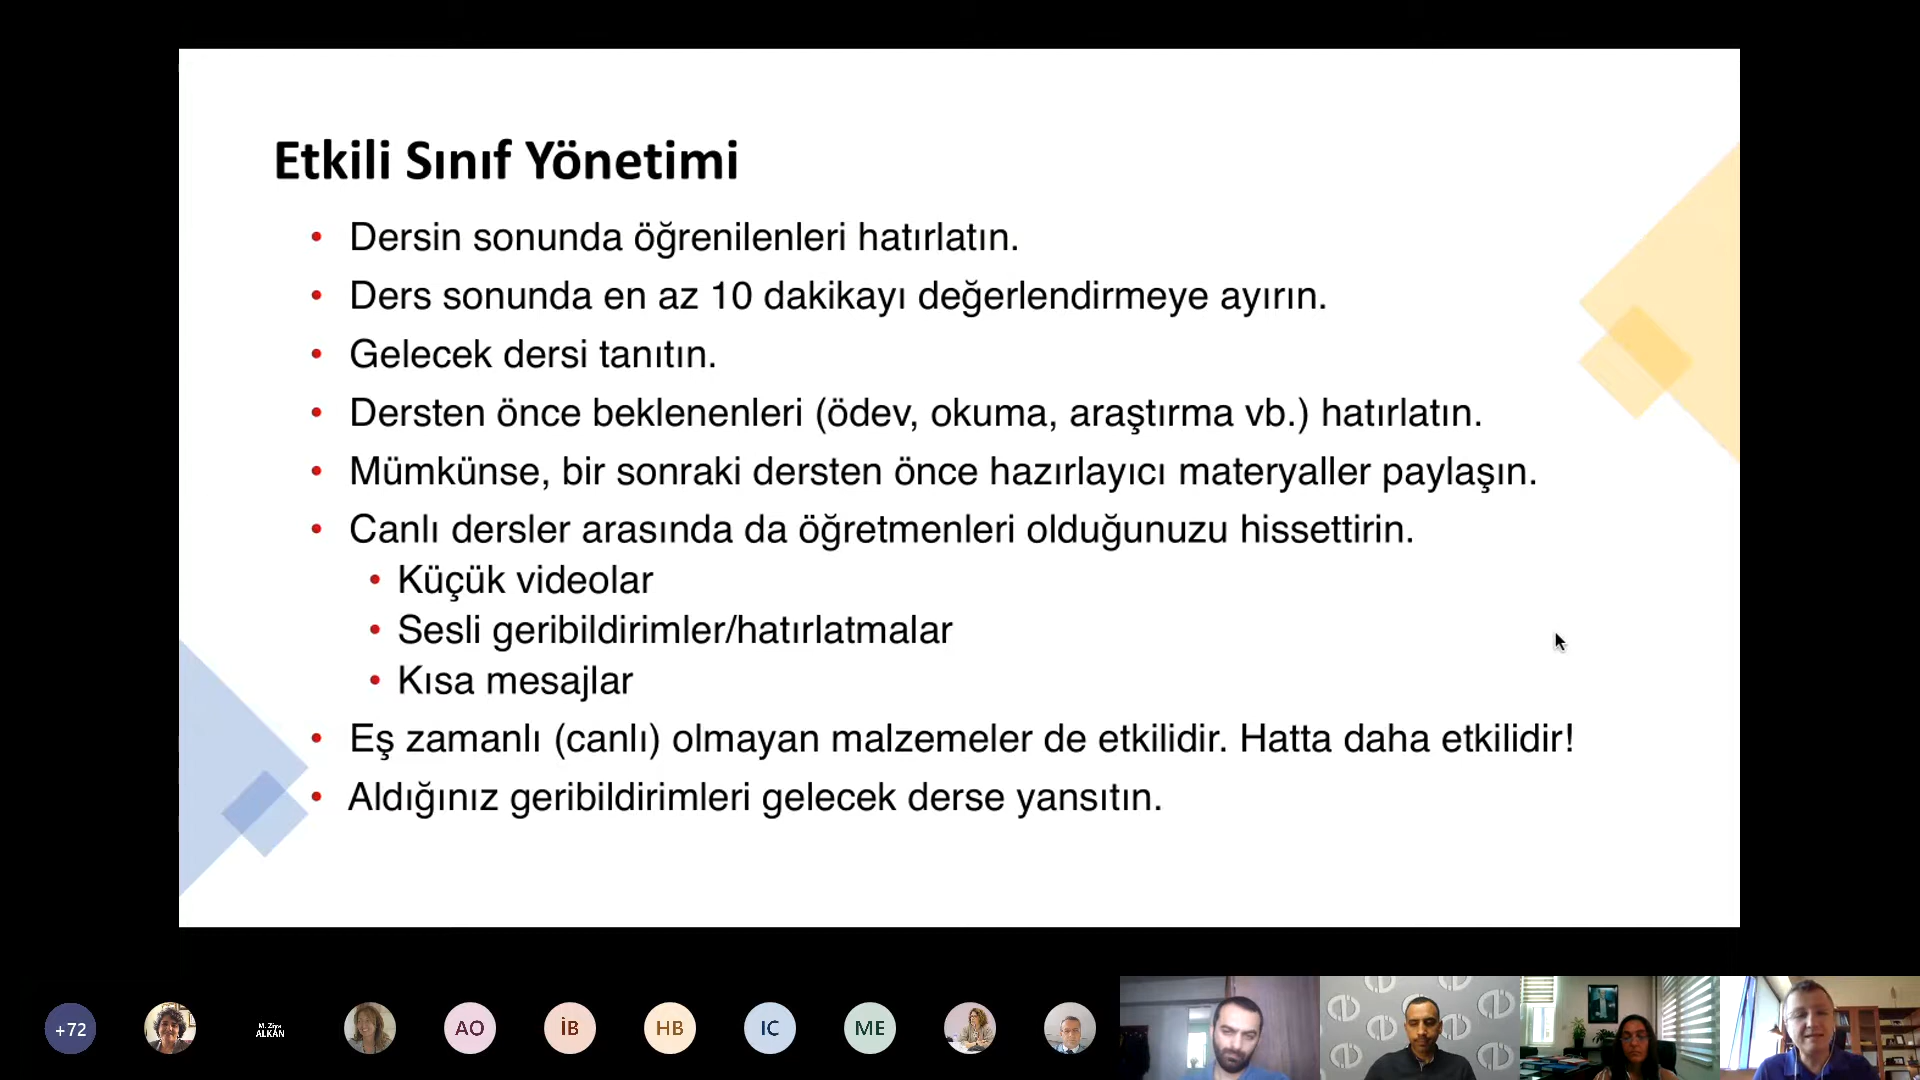 Etkili Sınıf Yönetimi
• Dersin sonunda öğrenilenleri hatırlatın.
• Ders sonunda en az 10 dakikayı değerlendirmeye ayırın.
• Gelecek dersi tanıtın.
• Dersten önce beklenenleri (ödev, okuma, araştırma vb.) hatırlatın.
• Mümkünse, bir sonraki dersten önce hazırlayıcı materyaller paylaşın.
• Canlı dersler arasında da öğretmenleri olduğunuzu hissettirin.
• Küçük videolar
• Sesli geribildirimler/hatırlatmalar
• Kısa mesajlar
• Eş zamanlı (canlı) olmayan malzemeler de etkilidir. Hatta daha etkilidir!
• Aldığınız geribildirimleri gelecek derse yansıtın.
+72
M. Ziya
ALKAN
AO
İB
HB
IC
ME